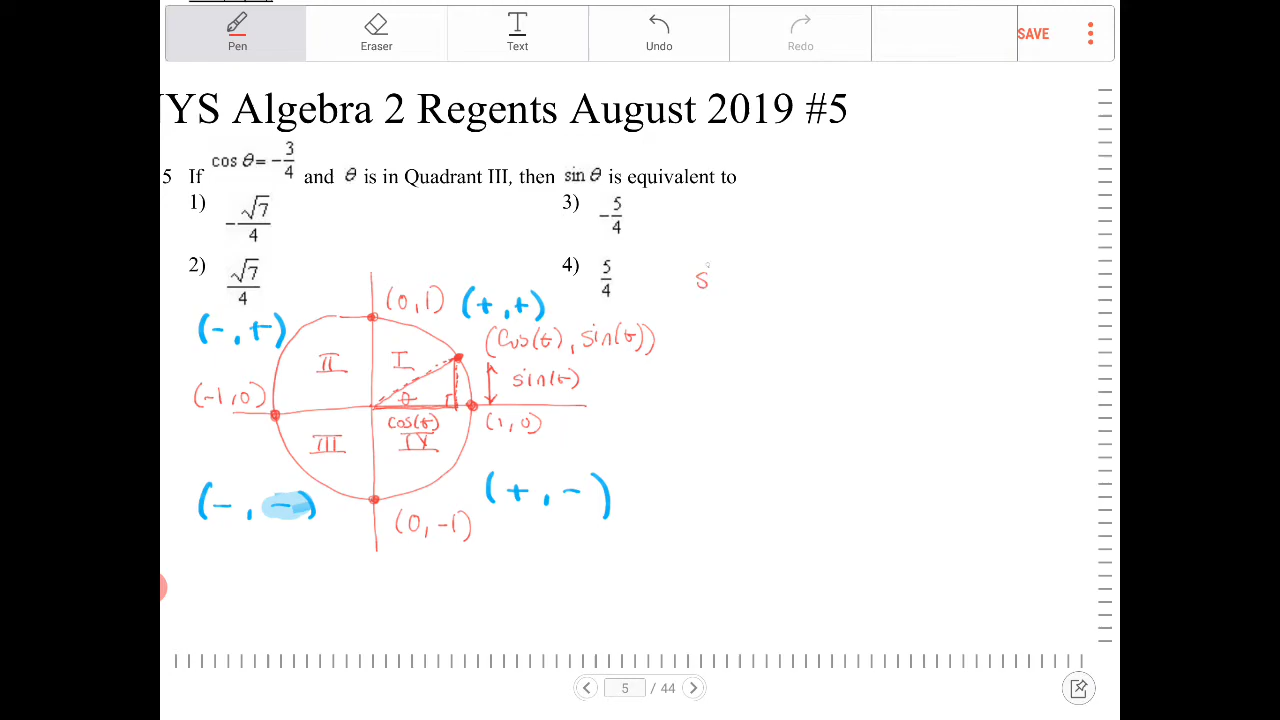 Pen Eraser Text Undo Redo SAVE
YS Algebra 2 Regents August 2019 #5
5 If cos θ = -3/4 and θ is in Quadrant III, then sin θ is equivalent to
1) -√7/4
3) -5/4
2) √7/4
4) 5/4
s
(0,1)
(+,+)
(-,+)
(cos(t), sin(t))
II
I
sin(t)
(-1,0)
θ
cos(t)
(1,0)
III
IV
(-,-)
(+,-)
(0,-1)
5 / 44